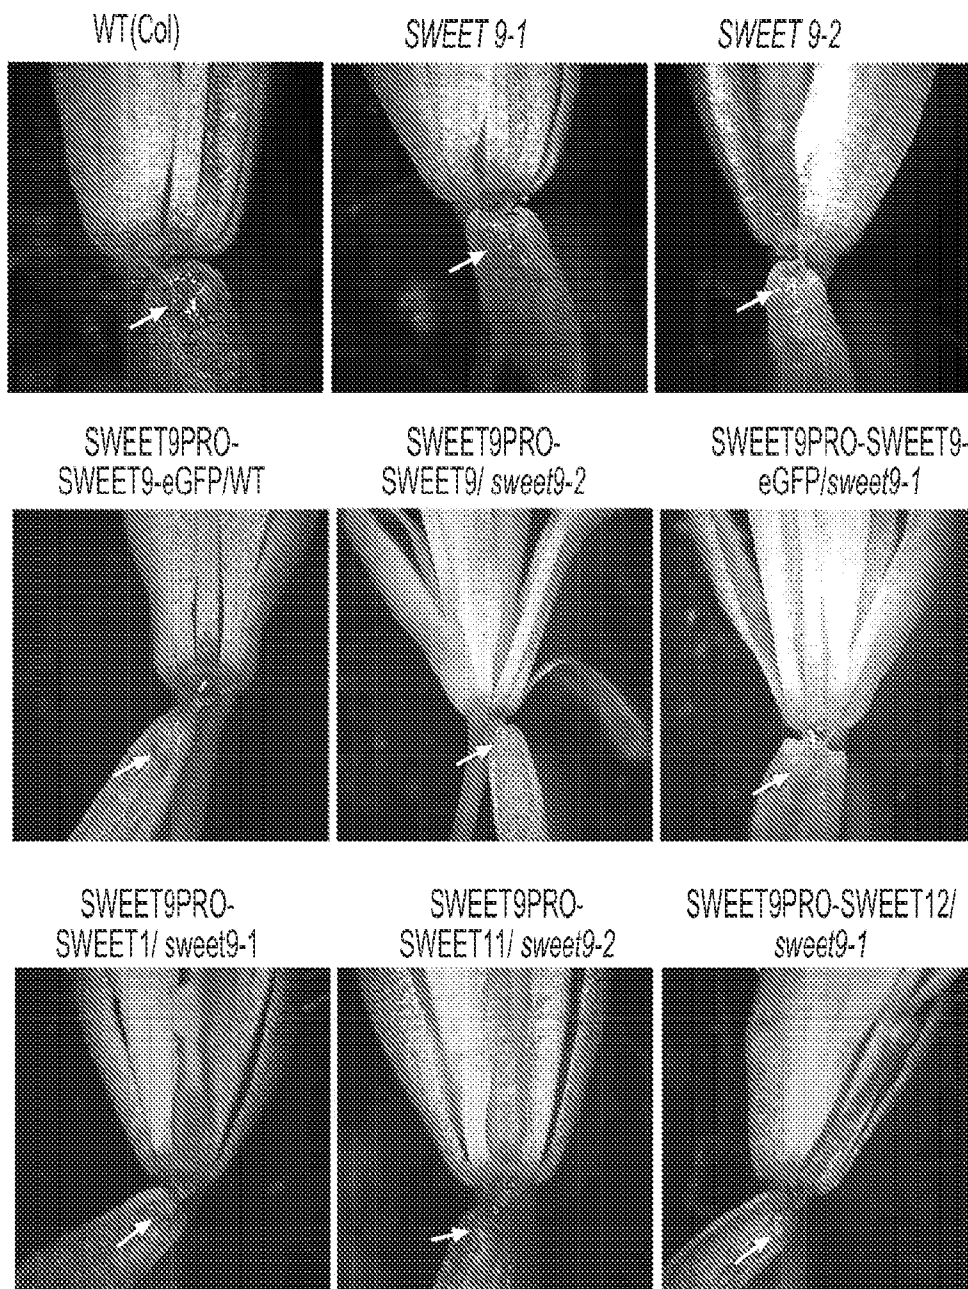 WT(Col)
SWEET 9-1
SWEET 9-2
SWEET9PRO-
SWEET9-eGFP/WT
SWEET9PRO-
SWEET9/ sweet9-2
SWEET9PRO-SWEET9-
eGFP/sweet9-1
SWEET9PRO-
SWEET1/ sweet9-1
SWEET9PRO-
SWEET11/ sweet9-2
SWEET9PRO-SWEET12/
sweet9-1